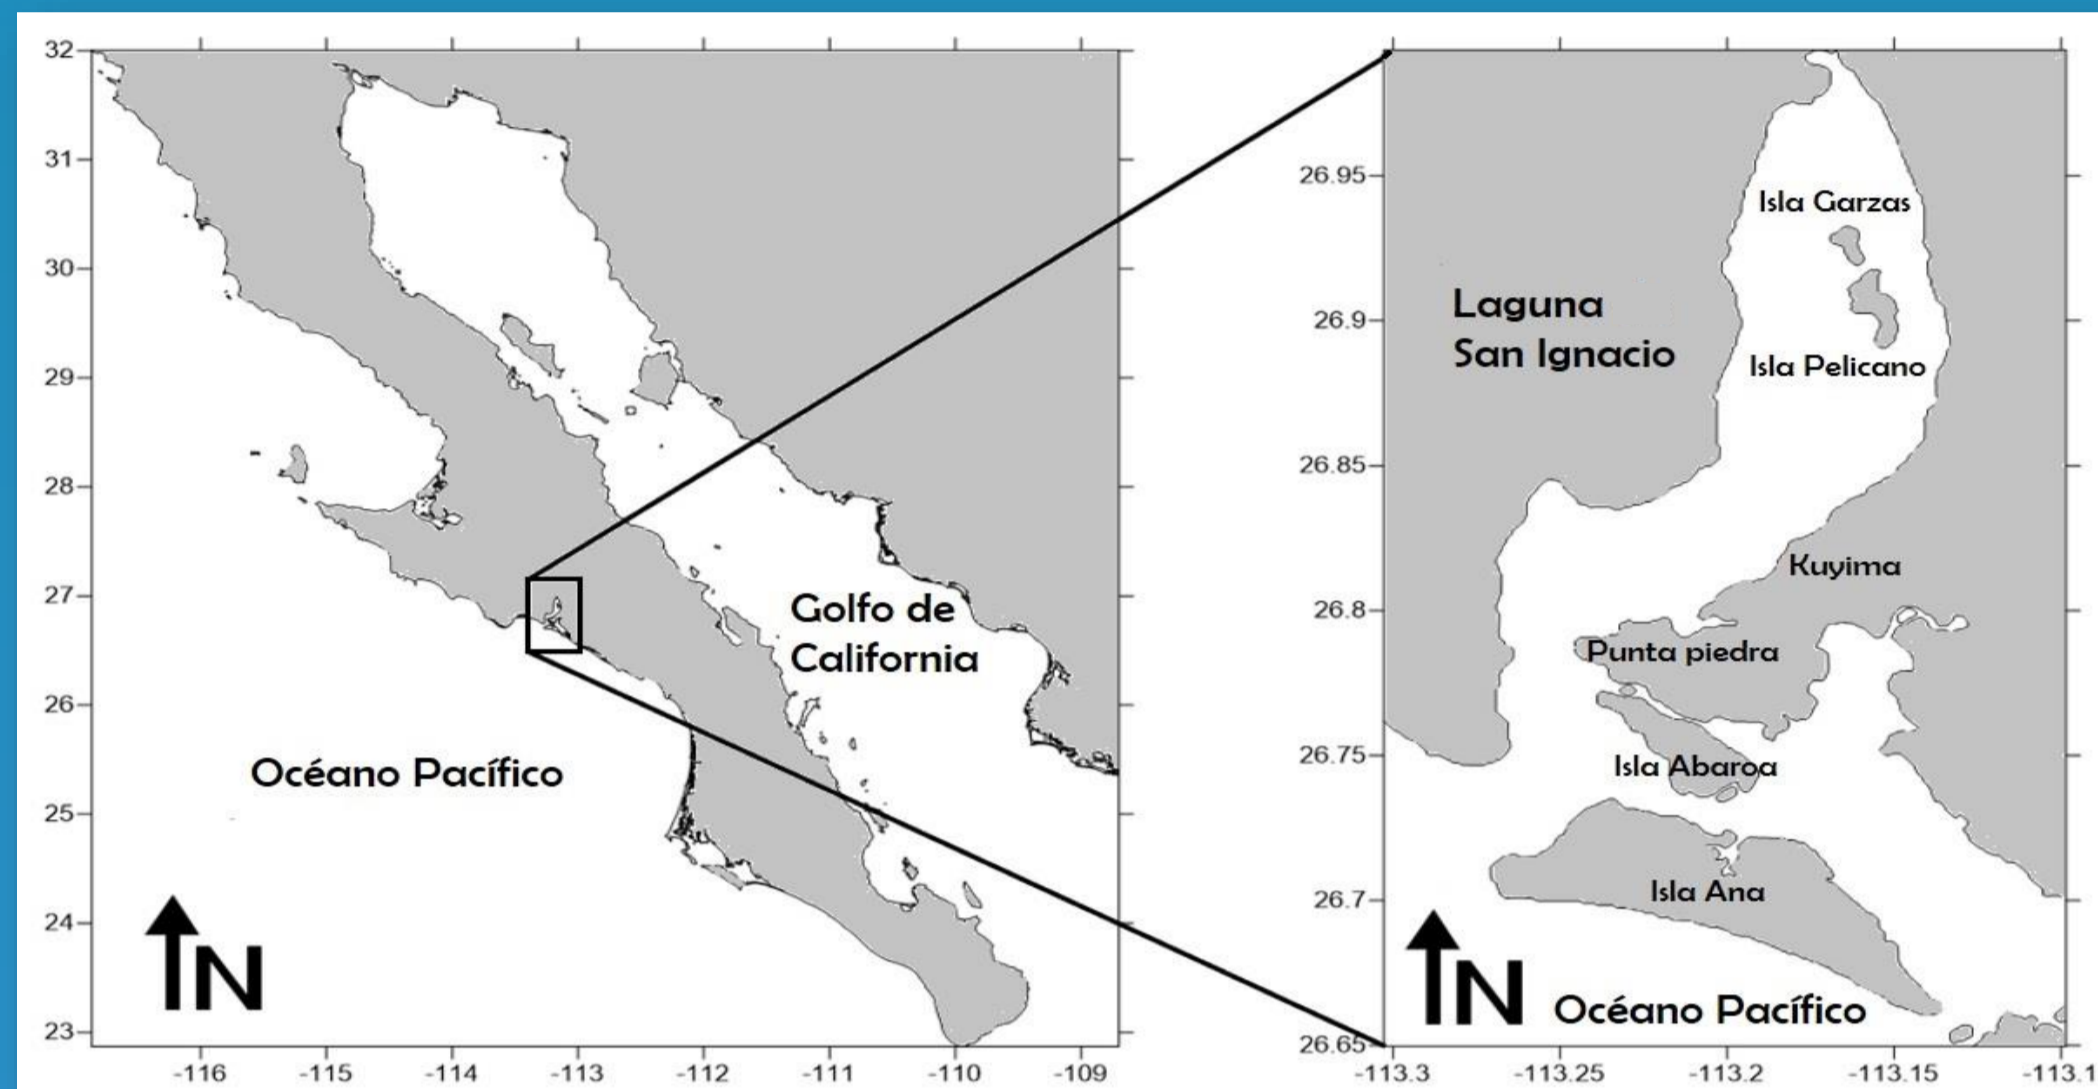 32
31
30
29
28
27
26
25
24
23
Golfo de
California
Océano Pacífico
N
-116
-115
-114
-113
-112
-111
-110
-109
26.95
26.9
26.85
26.8
26.75
26.7
26.65
Isla Garzas
Laguna
San Ignacio
Isla Pelicano
Kuyima
Punta piedra
Isla Abaroa
Isla Ana
N
Océano Pacífico
-113.3
-113.25
-113.2
-113.15
-113.1